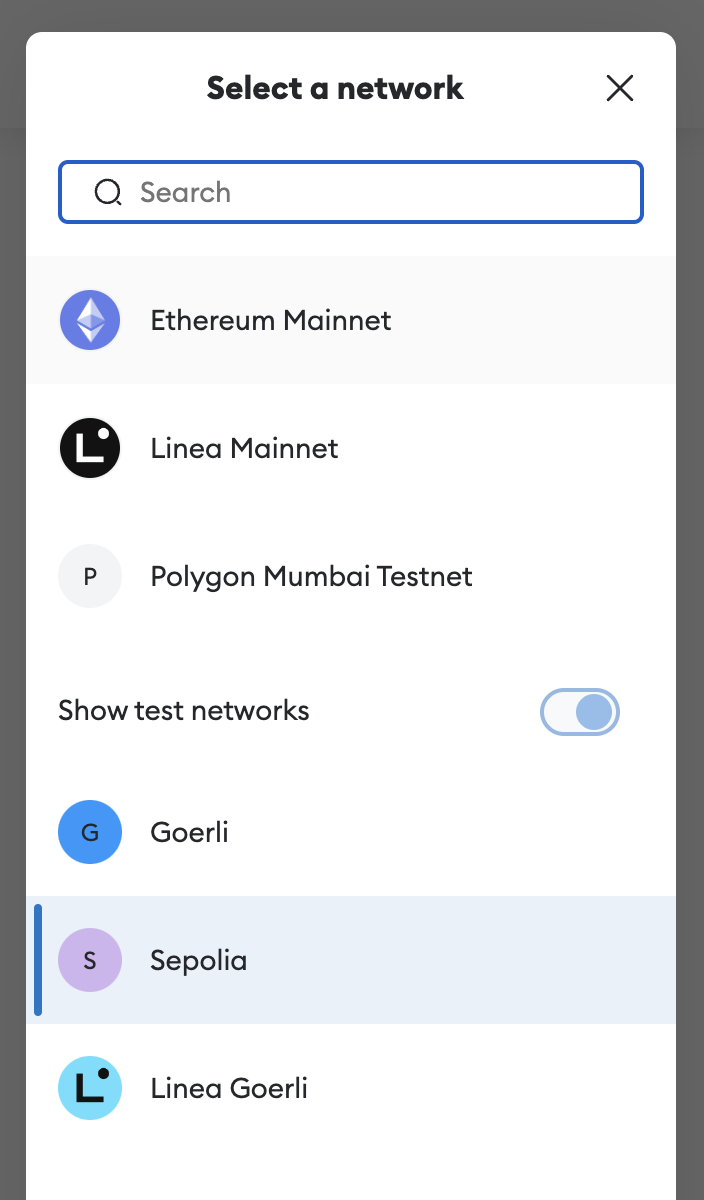 Select a network
Search
Ethereum Mainnet
L Linea Mainnet
P Polygon Mumbai Testnet
Show test networks
G Goerli
S Sepolia
L Linea Goerli